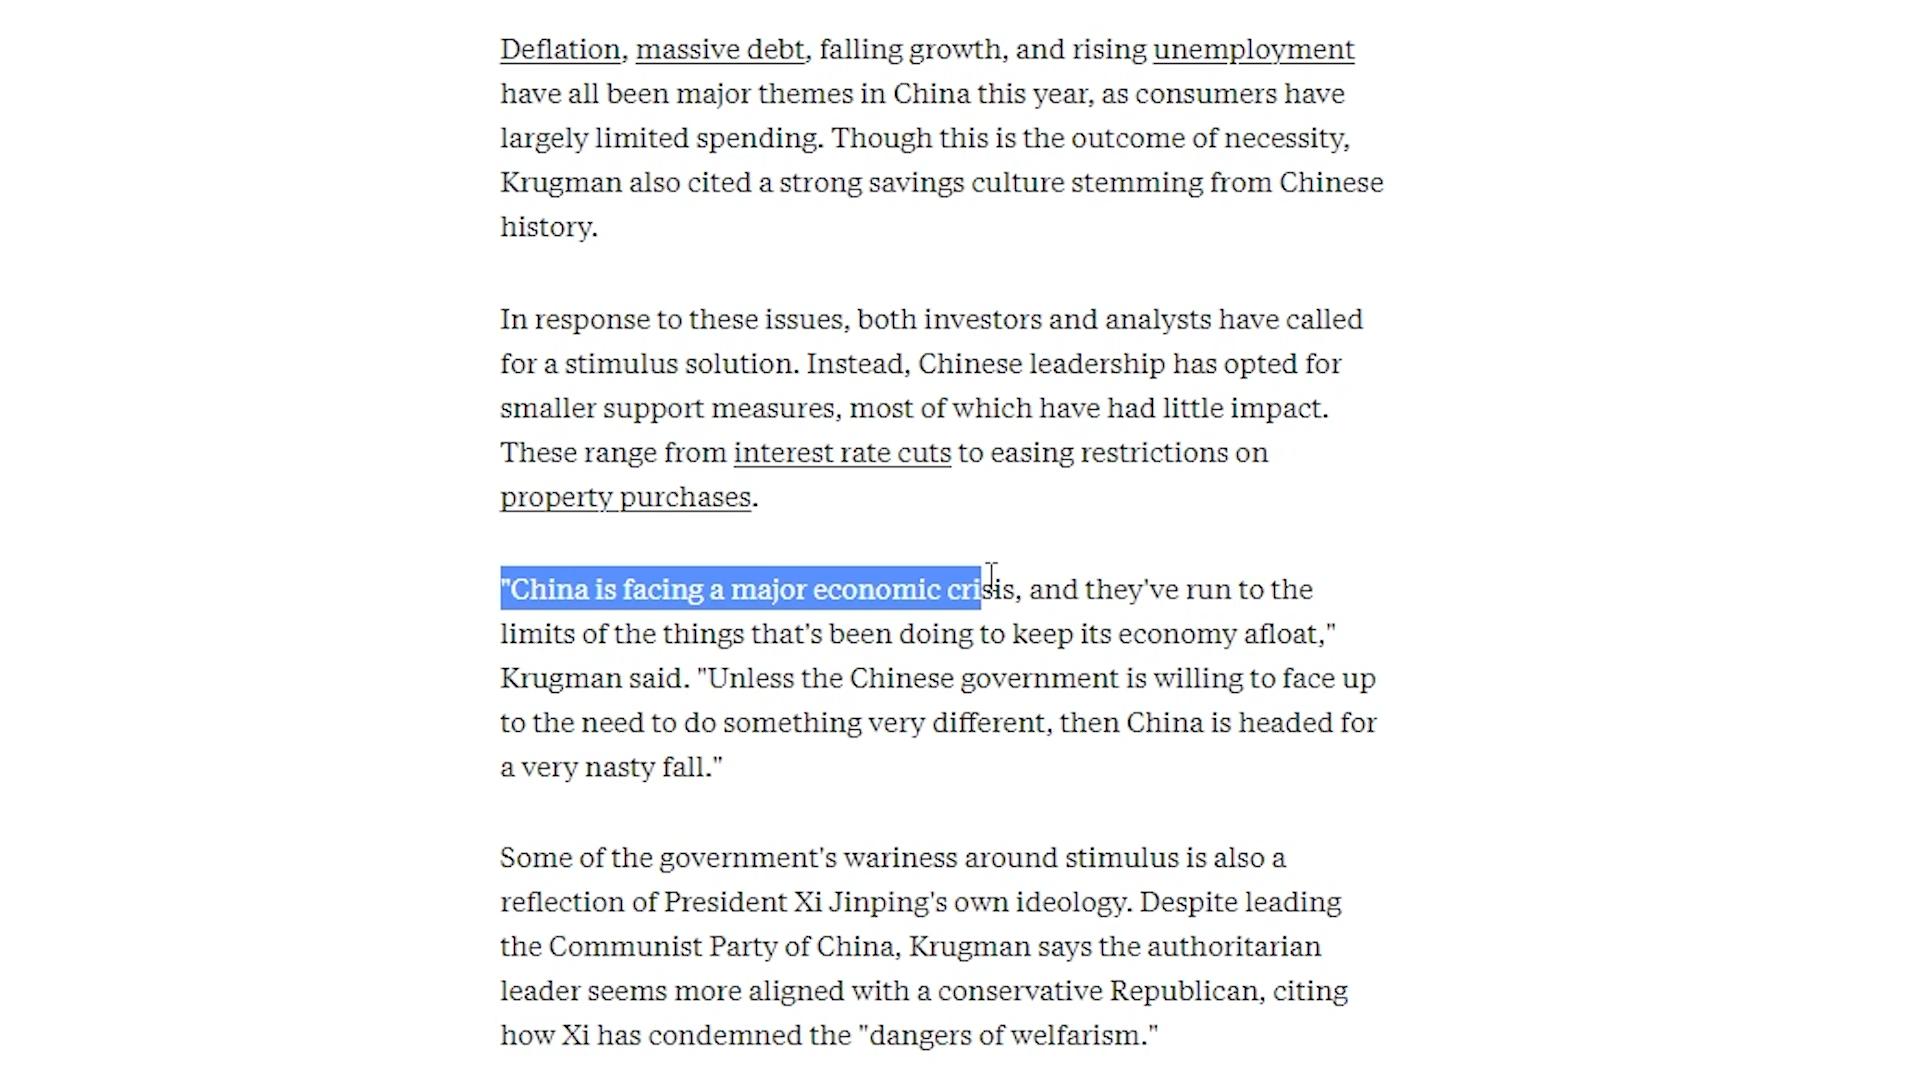 Deflation, massive debt, falling growth, and rising unemployment
have all been major themes in China this year, as consumers have
largely limited spending. Though this is the outcome of necessity,
Krugman also cited a strong savings culture stemming from Chinese
history.
In response to these issues, both investors and analysts have called
for a stimulus solution. Instead, Chinese leadership has opted for
smaller support measures, most of which have had little impact.
These range from interest rate cuts to easing restrictions on
property purchases.
"China is facing a major economic crisis, and they've run to the
limits of the things that's been doing to keep its economy afloat,"
Krugman said. "Unless the Chinese government is willing to face up
to the need to do something very different, then China is headed for
a very nasty fall."
Some of the government's wariness around stimulus is also a
reflection of President Xi Jinping's own ideology. Despite leading
the Communist Party of China, Krugman says the authoritarian
leader seems more aligned with a conservative Republican, citing
how Xi has condemned the "dangers of welfarism."